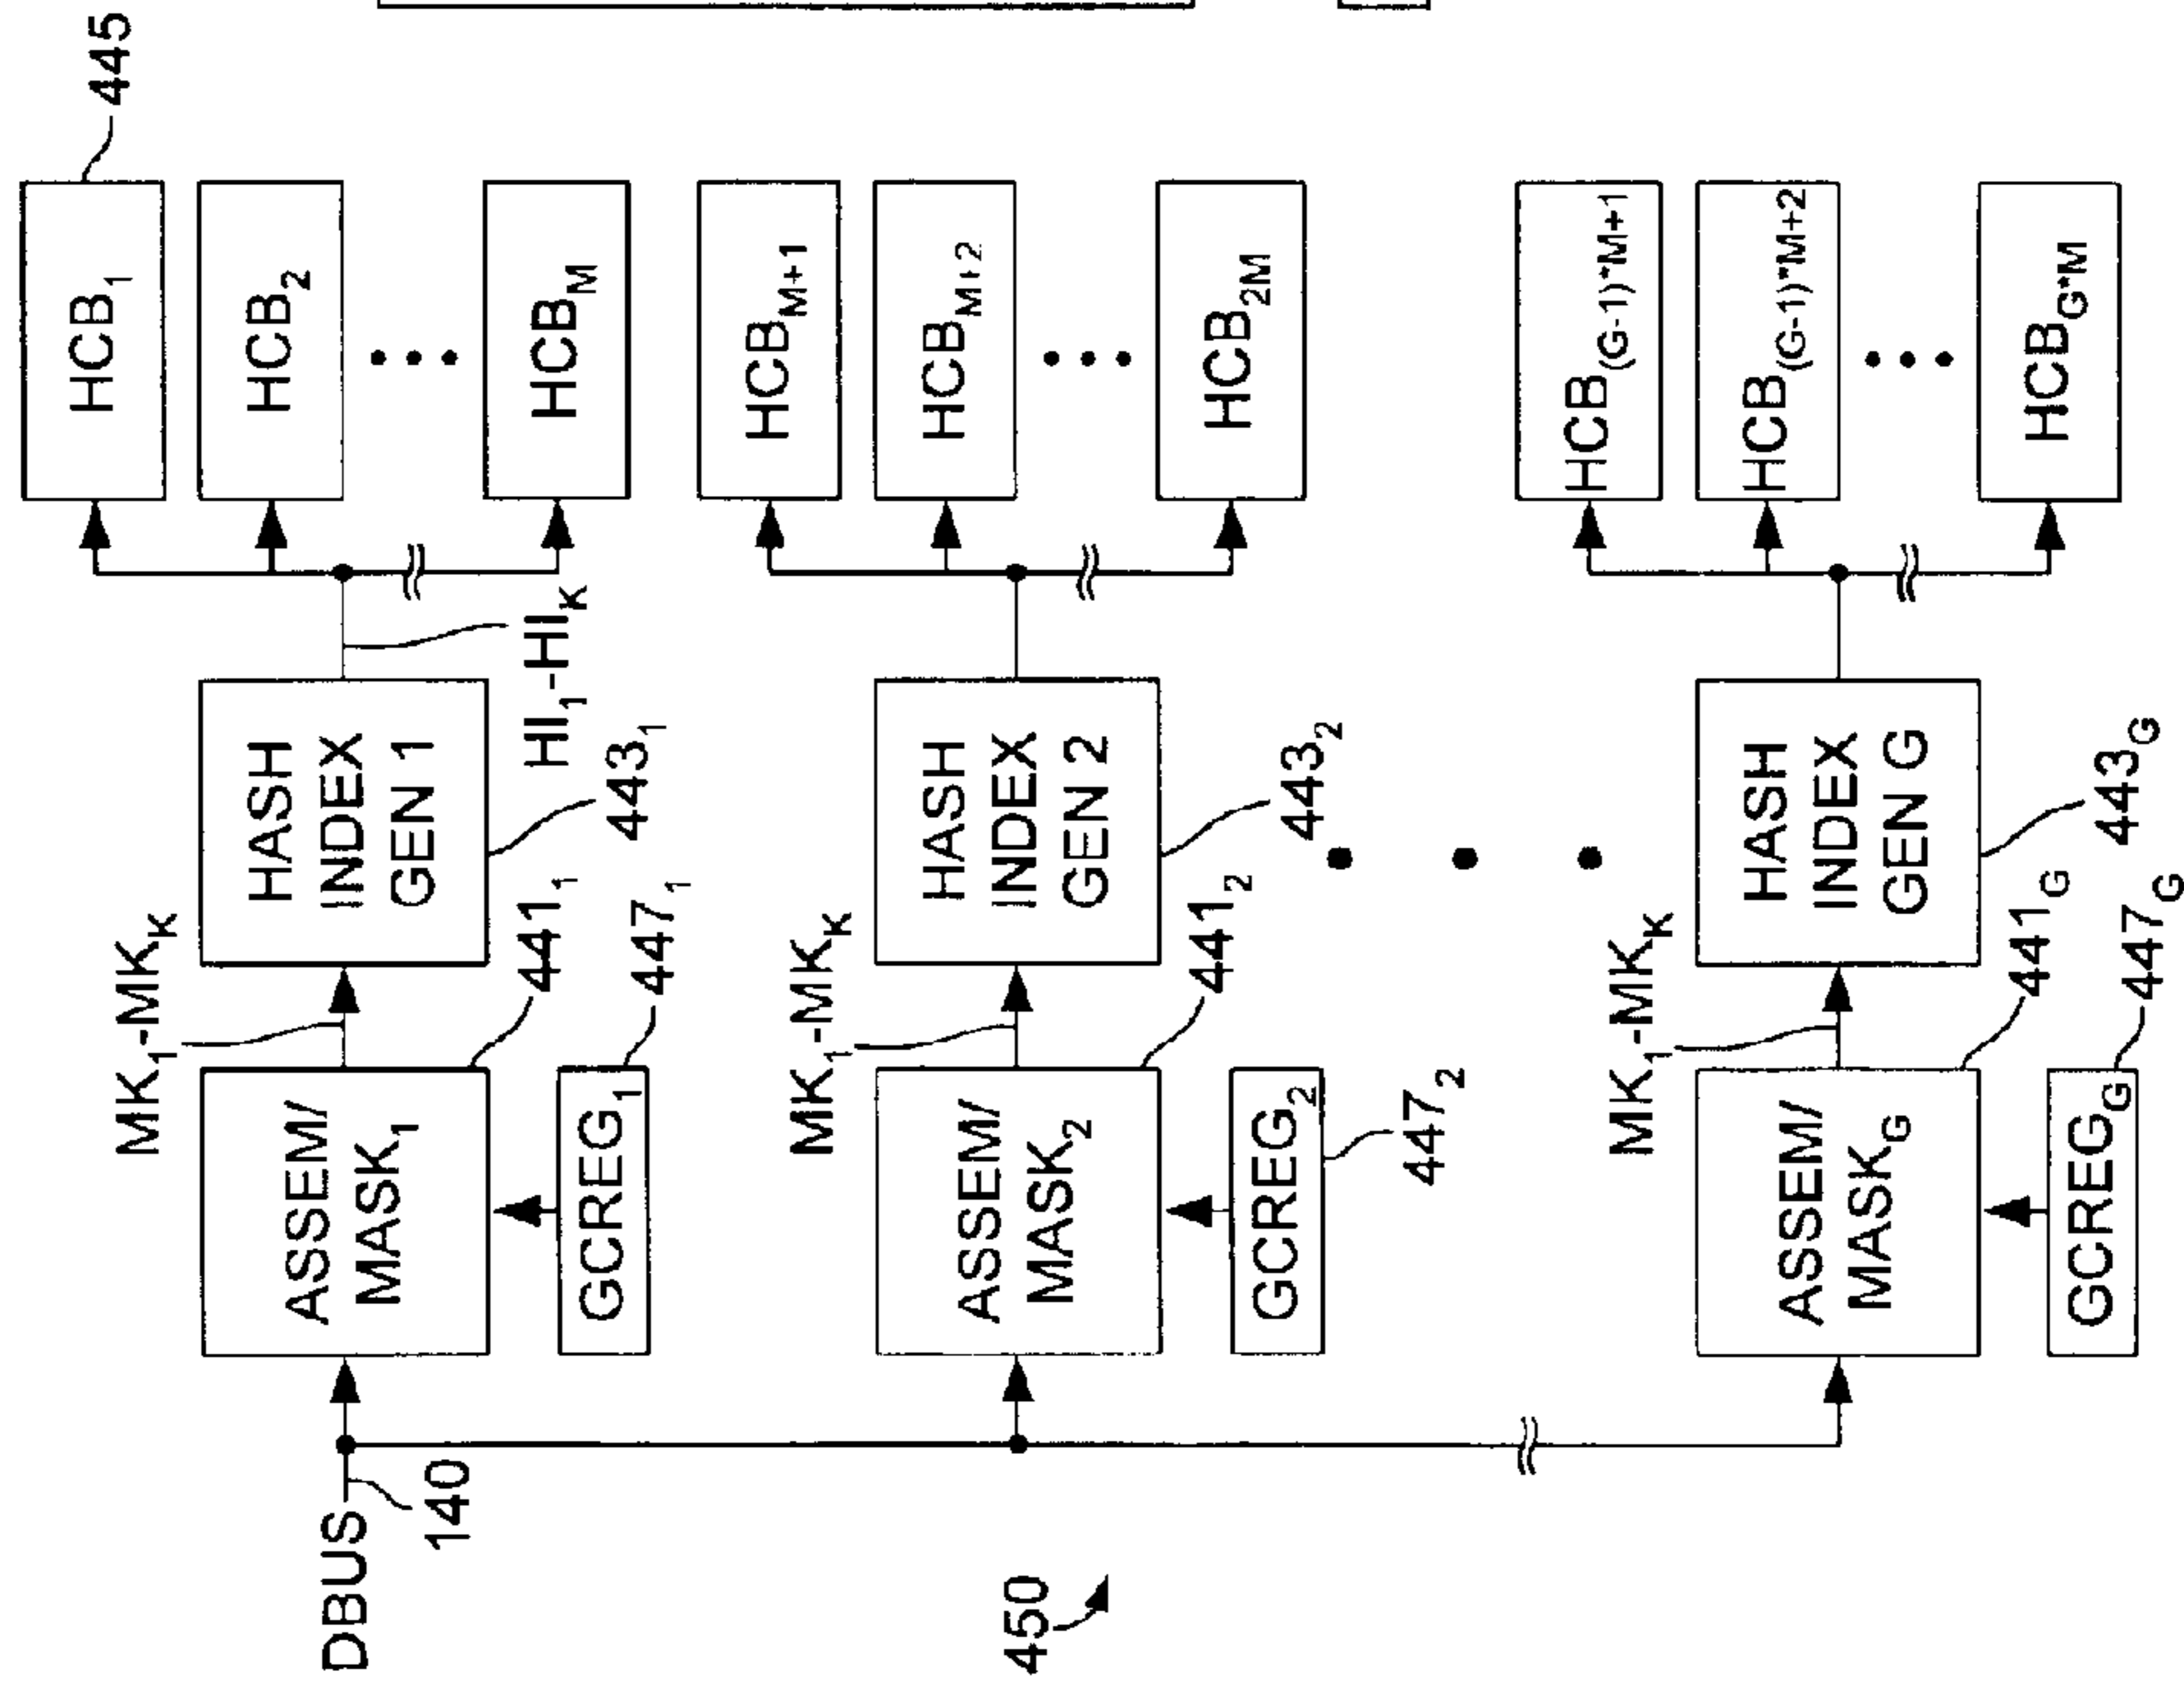 DBUS
140
450
ASSEM/
MASK₁
441₁
GCREG₁
447₁
MK₁-MKK
HASH
INDEX
GEN 1
443₁
HI₁-HIK
HCB₁
445
HCB₂
HCBM
ASSEM/
MASK₂
441₂
GCREG₂
447₂
MK₁-MKK
HASH
INDEX
GEN 2
443₂
HCBM+1
HCBM+2
HCB2M
ASSEM/
MASKG
441G
GCREGG
447G
MK₁-MKK
HASH
INDEX
GEN G
443G
HCB(G-1)*M+1
HCB(G-1)*M+2
HCBG*M